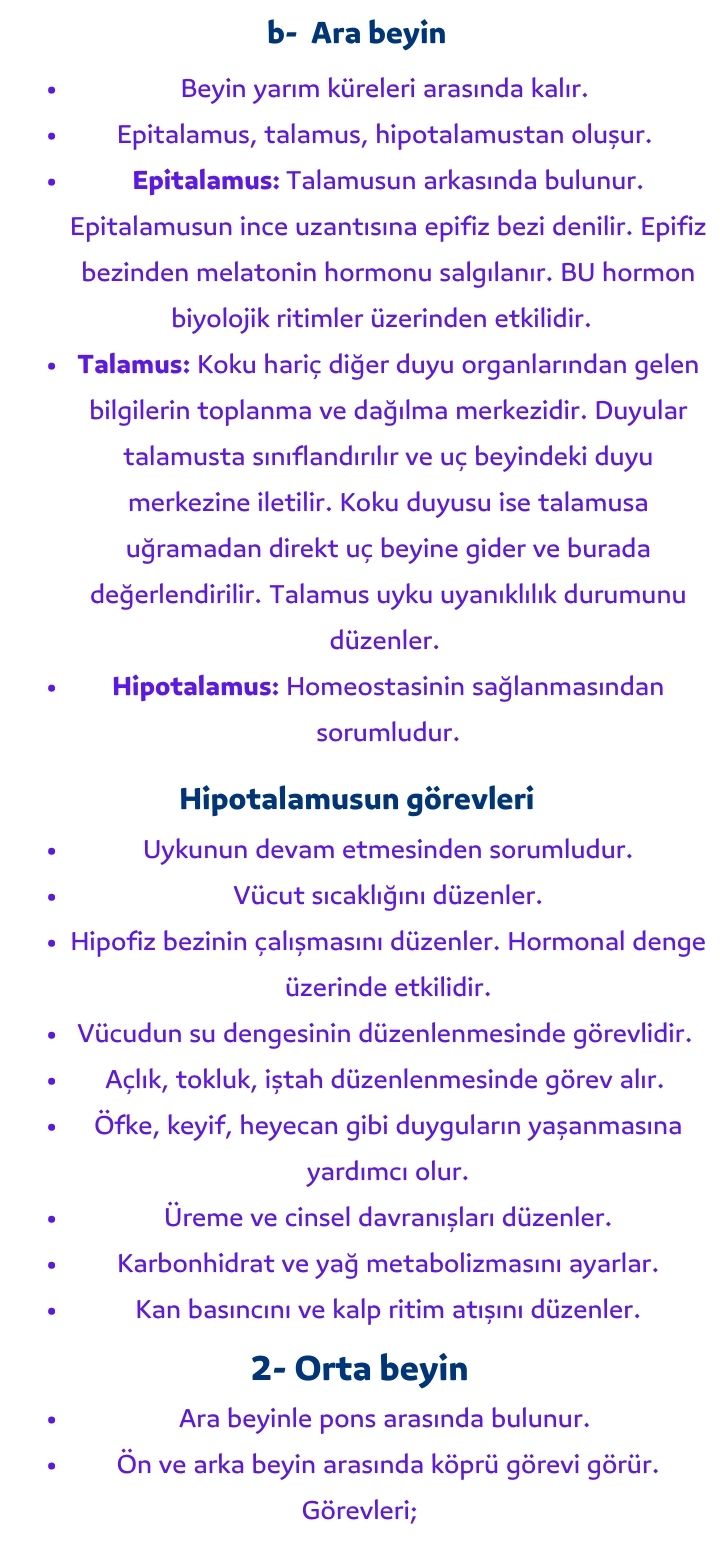 b- Ara beyin
• Beyin yarım küreleri arasında kalır.
• Epitalamus, talamus, hipotalamustan oluşur.
• Epitalamus: Talamusun arkasında bulunur.
Epitalamusun ince uzantısına epifiz bezi denilir. Epifiz
bezinden melatonin hormonu salgılanır. BU hormon
biyolojik ritimler üzerinden etkilidir.
• Talamus: Koku hariç diğer duyu organlarından gelen
bilgilerin toplanma ve dağılma merkezidir. Duyular
talamusta sınıflandırılır ve uç beyindeki duyu
merkezine iletilir. Koku duyusu ise talamusa
uğramadan direkt uç beyine gider ve burada
değerlendirilir. Talamus uyku uyanıklılık durumunu
düzenler.
• Hipotalamus: Homeostasinin sağlanmasından
sorumludur.
Hipotalamusun görevleri
• Uykunun devam etmesinden sorumludur.
• Vücut sıcaklığını düzenler.
• Hipofiz bezinin çalışmasını düzenler. Hormonal denge
üzerinde etkilidir.
• Vücudun su dengesinin düzenlenmesinde görevlidir.
• Açlık, tokluk, iştah düzenlenmesinde görev alır.
• Öfke, keyif, heyecan gibi duyguların yaşanmasına
yardımcı olur.
• Üreme ve cinsel davranışları düzenler.
• Karbonhidrat ve yağ metabolizmasını ayarlar.
• Kan basıncını ve kalp ritim atışını düzenler.
2- Orta beyin
• Ara beyinle pons arasında bulunur.
• Ön ve arka beyin arasında köprü görevi görür.
Görevleri;